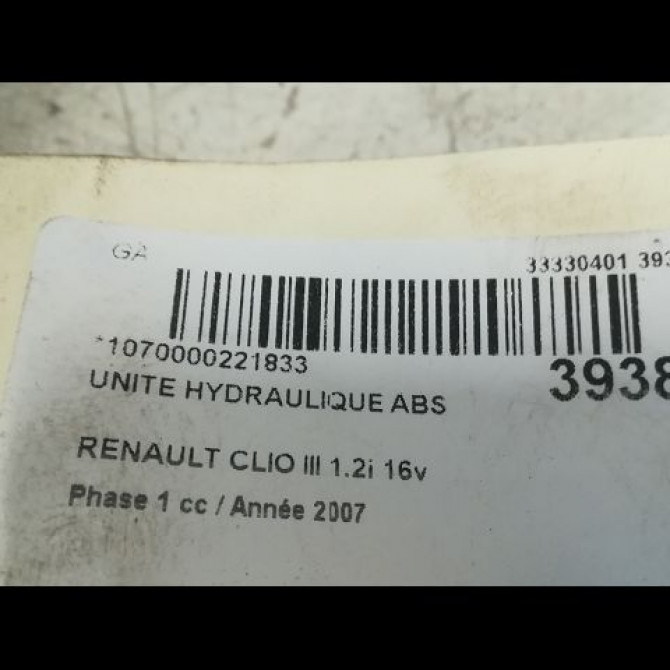 GA
33330401 393
*1070000221833
3938
UNITE HYDRAULIQUE ABS
RENAULT CLIO III 1.2i 16v
Phase 1 cc / Année 2007